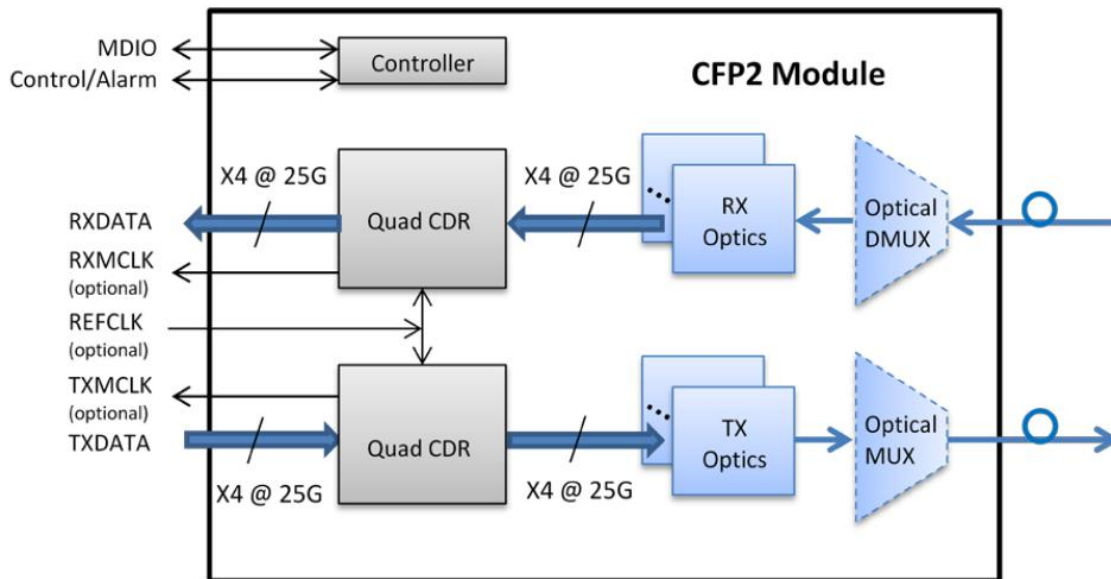 MDIO
Control/Alarm
Controller
CFP2 Module
X4 @ 25G
X4 @ 25G
RXDATA
Quad CDR
RX
Optics
Optical
DMUX
RXMCLK
(optional)
REFCLK
(optional)
TXMCLK
(optional)
TXDATA
Quad CDR
TX
Optics
Optical
MUX
X4 @ 25G
X4 @ 25G